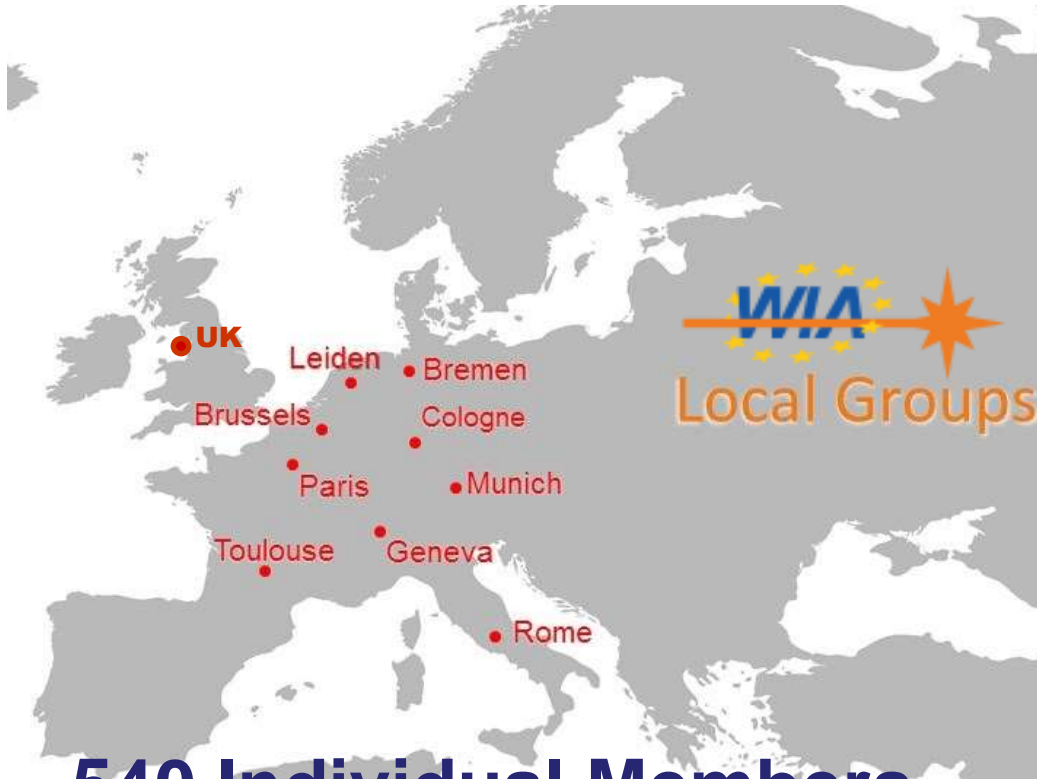 WIA
Local Groups
UK
Leiden
Bremen
Brussels
Cologne
Paris
Munich
Toulouse
Geneva
Rome
540 Individual Members